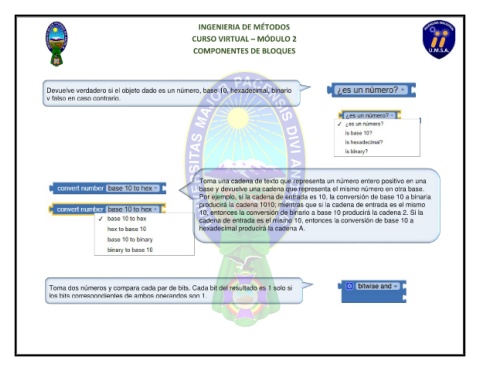 INGENIERIA DE MÉTODOS
CURSO VIRTUAL – MÓDULO 2
COMPONENTES DE BLOQUES
U.M.S.A.
Devuelve verdadero si el objeto dado es un número, base 10, hexadecimal, binario
y falso en caso contrario.
¿es un número?
¿es un número?
✓ ¿es un número?
is base 10?
is hexadecimal?
is binary?
convert number base 10 to hex
convert number base 10 to hex
✓ base 10 to hex
hex to base 10
base 10 to binary
binary to base 10
Toma una cadena de texto que representa un número entero positivo en una
base y devuelve una cadena que representa el mismo número en otra base.
Por ejemplo, si la cadena de entrada es 10, la conversión de base 10 a binaria
producirá la cadena 1010; mientras que si la cadena de entrada es el mismo
10, entonces la conversión de binario a base 10 producirá la cadena 2. Si la
cadena de entrada es el mismo 10, entonces la conversión de base 10 a
hexadecimal producirá la cadena A.
Toma dos números y compara cada par de bits. Cada bit del resultado es 1 solo si
los bits correspondientes de ambos operandos son 1.
bitwise and